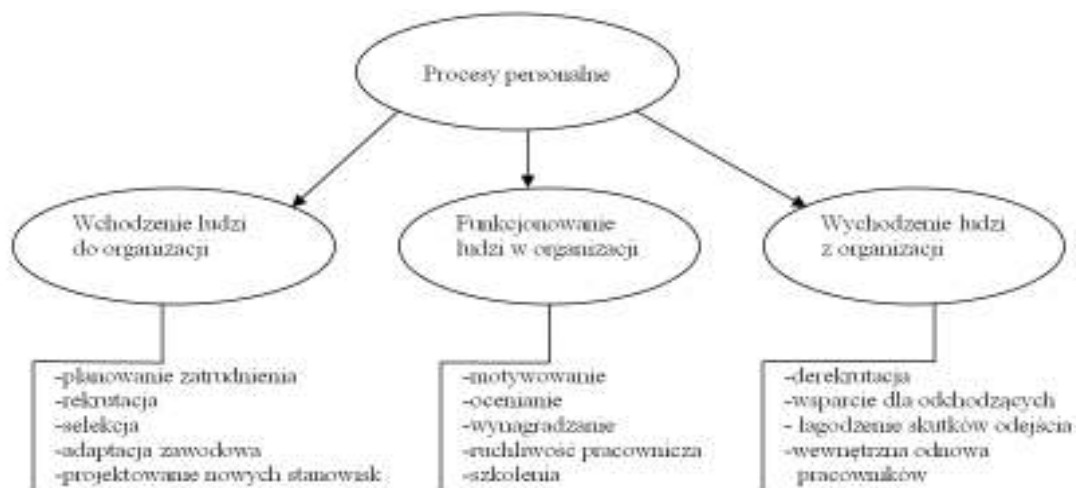 Procesy personalne
Wchodzenie ludzi
do organizacji
Funkcjonowanie
ludzi w organizacji
Wychodzenie ludzi
z organizacji
-planowanie zatrudnienia
-rekrutacja
-selekcja
-adaptacja zawodowa
-projektowanie nowych stanowisk
-motywowanie
-ocenianie
-wynagradzanie
-ruchliwość pracownicza
-szkolenia
-derekrutacja
-wsparcie dla odchodzących
- łagodzenie skutków odejścia
-wewnętrzna odnowa
pracowników